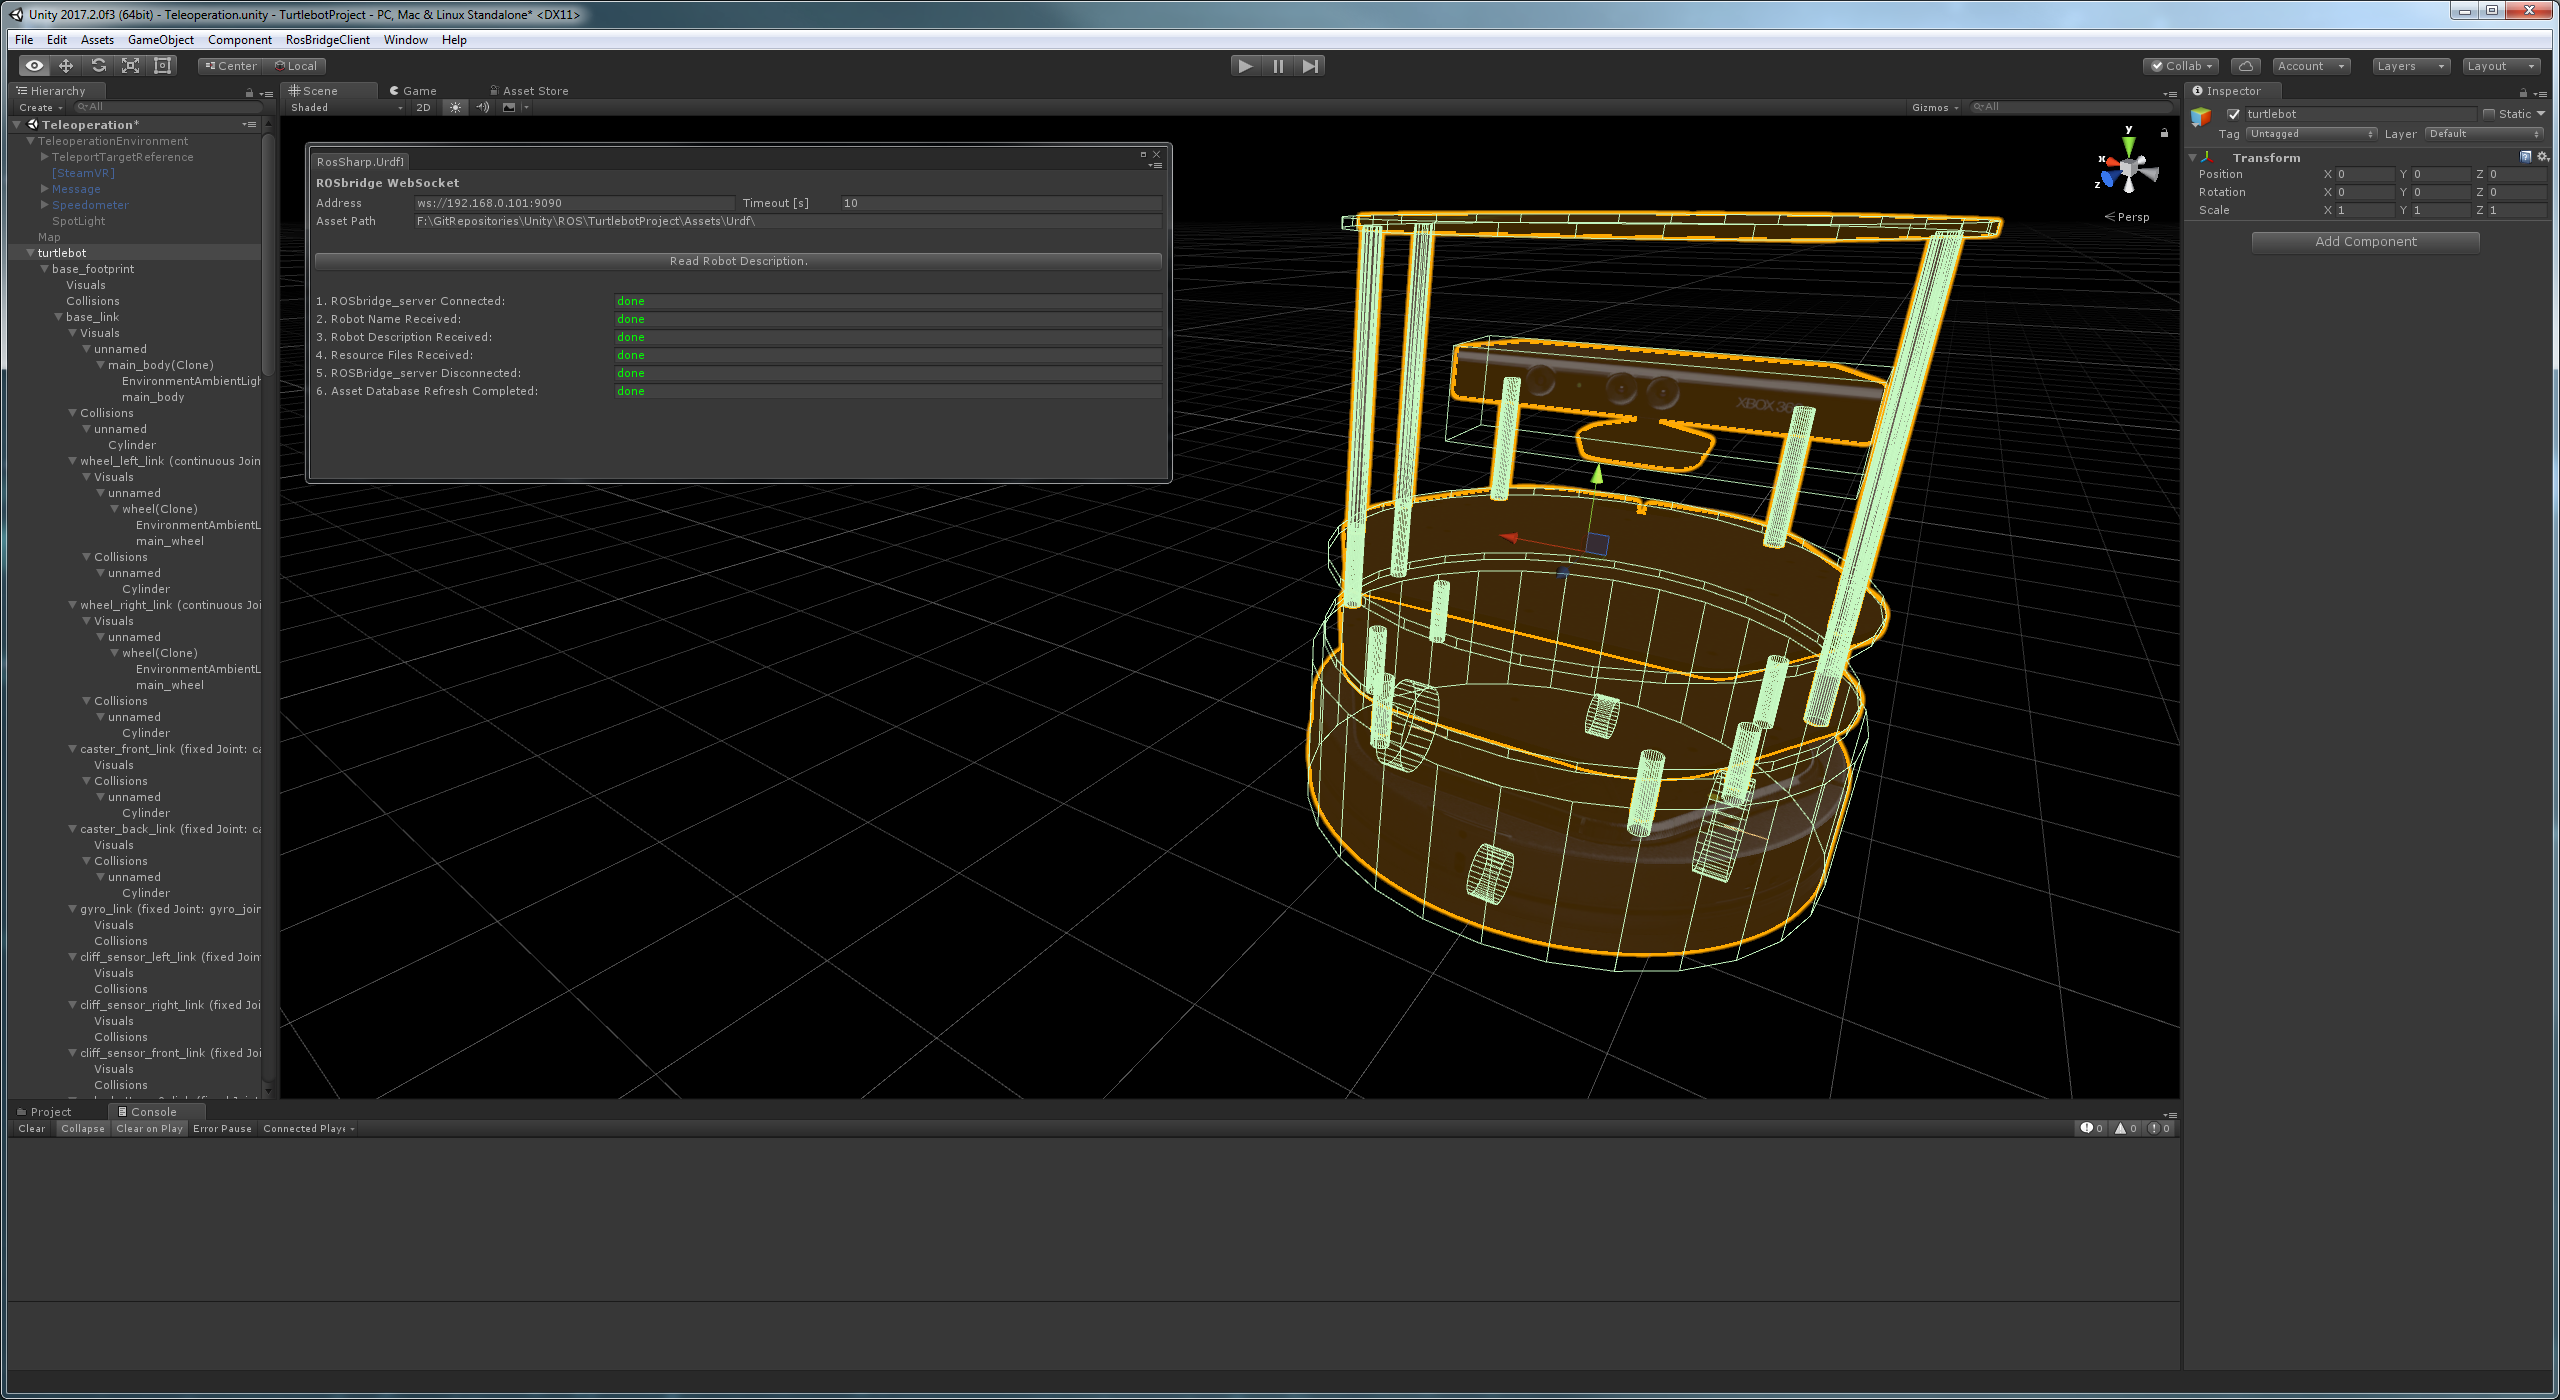 Unity 2017.2.0f3 (64bit) - Teleoperation.unity - TurtlebotProject - PC, Mac & Linux Standalone* <DX11>
File Edit Assets GameObject Component RosBridgeClient Window Help
Center Local Collab Account Layers Layout
Hierarchy
Create All
Teleoperation*
TeleoperationEnvironment
TeleportTargetReference
[SteamVR]
Message
Speedometer
SpotLight
Map
turtlebot
base_footprint
Visuals
Collisions
base_link
Visuals
unnamed
main_body(Clone)
EnvironmentAmbientLigh
main_body
Collisions
unnamed
Cylinder
wheel_left_link (continuous Join
Visuals
unnamed
wheel(Clone)
EnvironmentAmbientL
main_wheel
Collisions
unnamed
Cylinder
wheel_right_link (continuous Joi
Visuals
unnamed
wheel(Clone)
EnvironmentAmbientL
main_wheel
Collisions
unnamed
Cylinder
caster_front_link (fixed Joint: ca
Visuals
Collisions
unnamed
Cylinder
caster_back_link (fixed Joint: ca
Visuals
Collisions
unnamed
Cylinder
gyro_link (fixed Joint: gyro_join
Visuals
Collisions
cliff_sensor_left_link (fixed Join
Visuals
Collisions
cliff_sensor_right_link (fixed Joi
Visuals
Collisions
cliff_sensor_front_link (fixed Joi
Visuals
Collisions
Scene Game Asset Store
Shaded 2D Gizmos All
RosSharp.Urdf
ROSbridge WebSocket
Address ws://192.168.0.101:9090 Timeout [s] 10
Asset Path F:\GitRepositories\Unity\ROS\TurtlebotProject\Assets\Urdf\
Read Robot Description.
1. ROSbridge_server Connected: done
2. Robot Name Received: done
3. Robot Description Received: done
4. Resource Files Received: done
5. ROSBridge_server Disconnected: done
6. Asset Database Refresh Completed: done
y
x
z
Persp
XBOX 36
Inspector
turtlebot Static
Tag Untagged Layer Default
Transform
Position X 0 Y 0 Z 0
Rotation X 0 Y 0 Z 0
Scale X 1 Y 1 Z 1
Add Component
Project Console
Clear Collapse Clear on Play Error Pause Connected Playe 0 0 0